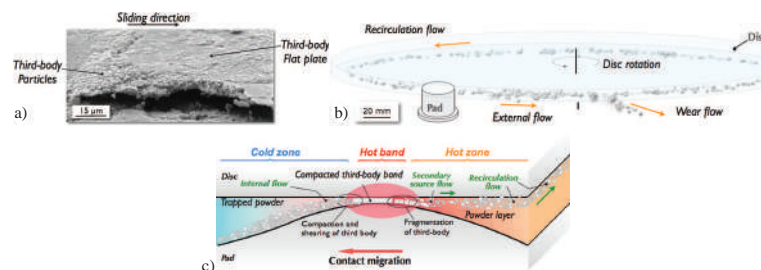 Sliding direction
Third-body
Flat plate
Third-body
Particles
15 µm
a)
Recirculation flow
Disc rotation
Pad
20 mm
External flow
Wear flow
b)
Cold zone
Hot band
Hot zone
Disc
Compacted third-body band
Internal flow
Secondary
source flow
Recirculation
flow
Trapped powder
Powder layer
Compaction and
shearing of third body
Fragmentation
of third-body
Pad
Contact migration
c)